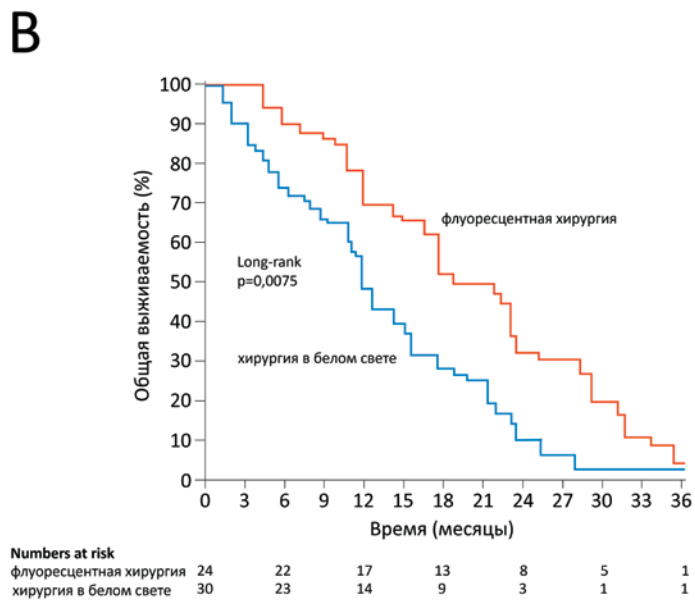 B
100
90
80
70
60
50
40
30
20
10
0
Общая выживаемость (%)
флуоресцентная хирургия
Long-rank
p=0,0075
хирургия в белом свете
0 3 6 9 12 15 18 21 24 27 30 33 36
Время (месяцы)
Numbers at risk
флуоресцентная хирургия 24 22 17 13 8 5 1
хирургия в белом свете 30 23 14 9 3 1 1